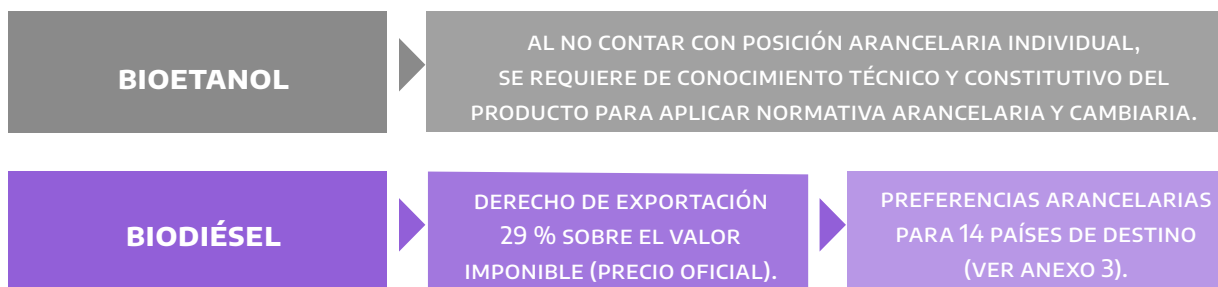 BIOETANOL
AL NO CONTAR CON POSICIÓN ARANCELARIA INDIVIDUAL,
SE REQUIERE DE CONOCIMIENTO TÉCNICO Y CONSTITUTIVO DEL
PRODUCTO PARA APLICAR NORMATIVA ARANCELARIA Y CAMBIARIA.
BIODIÉSEL
DERECHO DE EXPORTACIÓN
29 % SOBRE EL VALOR
IMPONIBLE (PRECIO OFICIAL).
PREFERENCIAS ARANCELARIAS
PARA 14 PAÍSES DE DESTINO
(VER ANEXO 3).